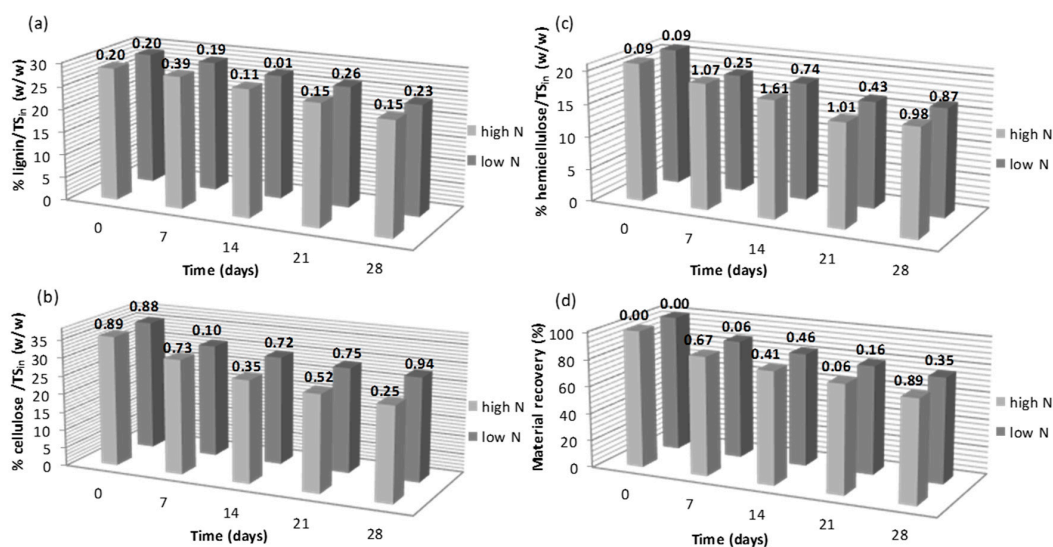 (a)
% lignin/TSin (w/w)
30
25
20
15
10
5
0
0.20 0.20 0.39 0.19 0.11 0.01 0.15 0.26 0.15 0.23
high N
low N
0 7 14 21 28
Time (days)
(c)
% hemicellulose/TSin (w/w)
20
15
10
5
0
0.09 0.09 1.07 0.25 1.61 0.74 1.01 0.43 0.98 0.87
high N
low N
0 7 14 21 28
Time (days)
(b)
% cellulose /TSin (w/w)
35
30
25
20
15
10
5
0
0.89 0.88 0.73 0.10 0.35 0.72 0.52 0.75 0.25 0.94
high N
low N
0 7 14 21 28
Time (days)
(d)
Material recovery (%)
100
80
60
40
20
0
0.00 0.00 0.67 0.06 0.41 0.46 0.06 0.16 0.89 0.35
high N
low N
0 7 14 21 28
Time (days)